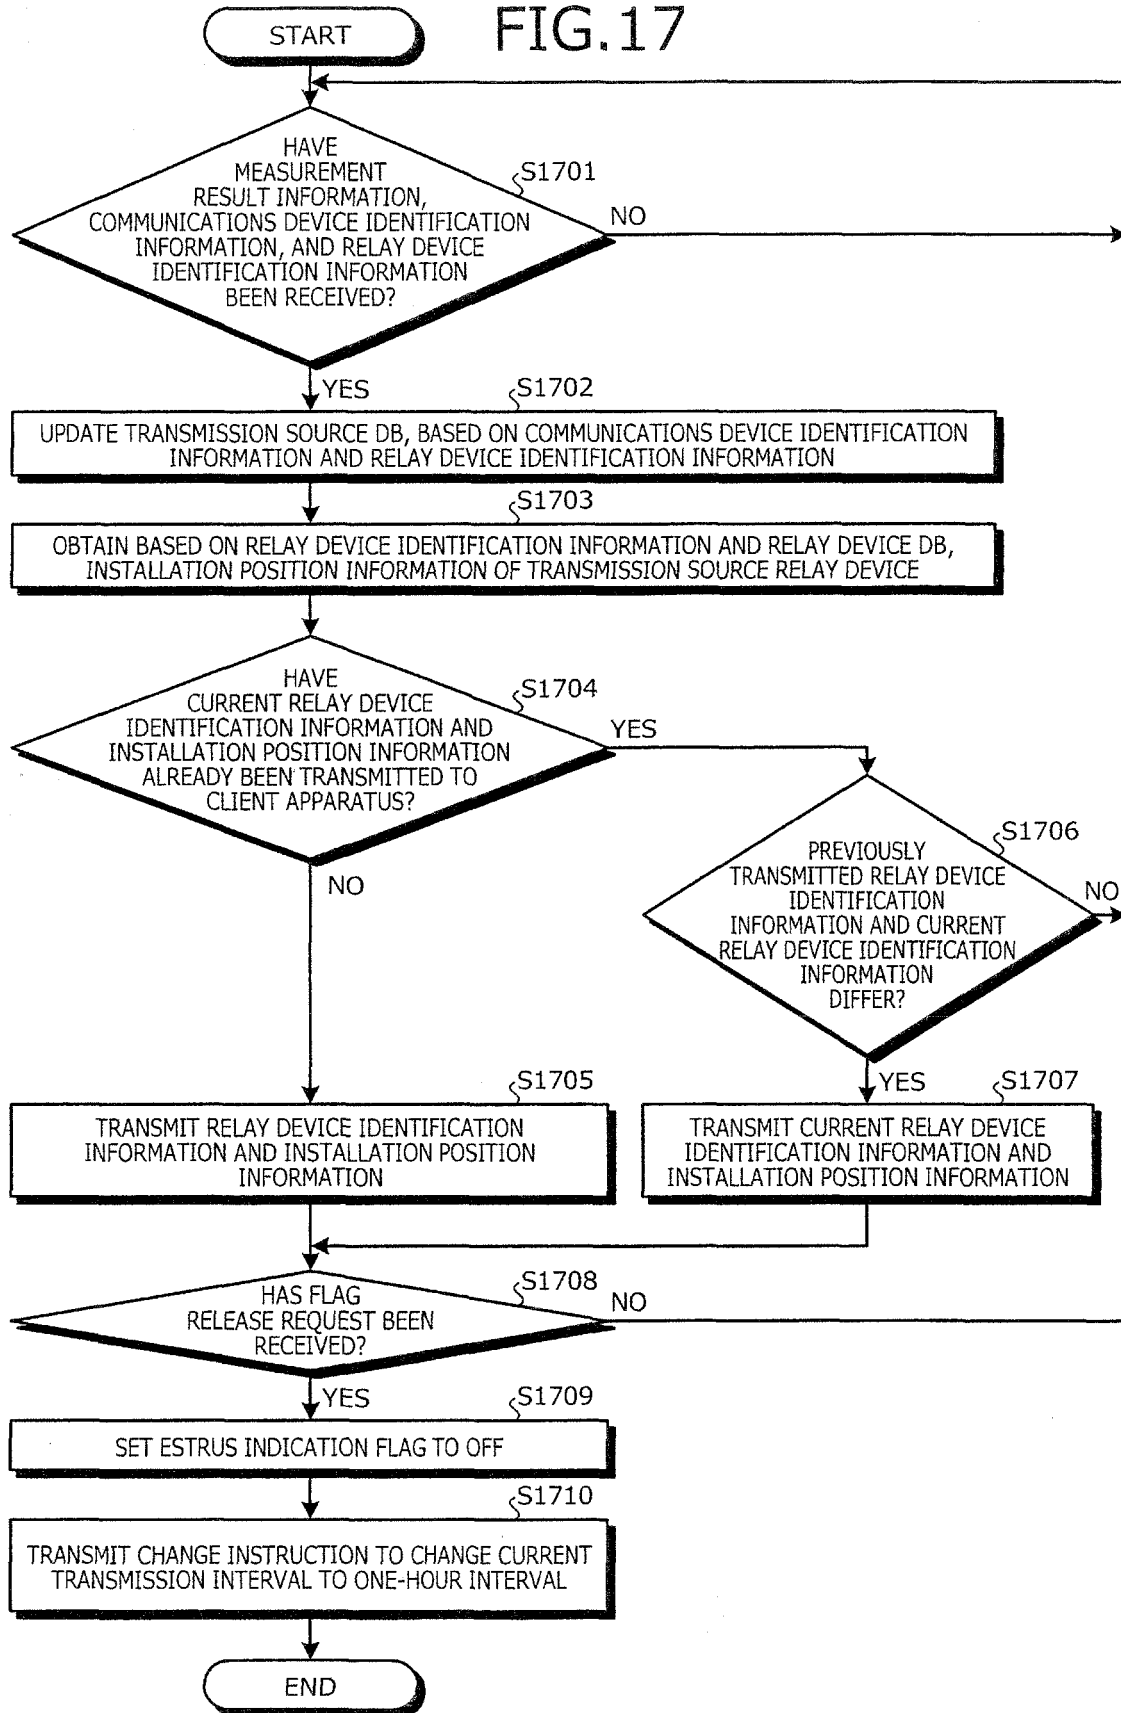 FIG.17
START
HAVE
MEASUREMENT
RESULT INFORMATION,
COMMUNICATIONS DEVICE IDENTIFICATION
INFORMATION, AND RELAY DEVICE
IDENTIFICATION INFORMATION
BEEN RECEIVED?
S1701
NO
YES
S1702
UPDATE TRANSMISSION SOURCE DB, BASED ON COMMUNICATIONS DEVICE IDENTIFICATION
INFORMATION AND RELAY DEVICE IDENTIFICATION INFORMATION
S1703
OBTAIN BASED ON RELAY DEVICE IDENTIFICATION INFORMATION AND RELAY DEVICE DB,
INSTALLATION POSITION INFORMATION OF TRANSMISSION SOURCE RELAY DEVICE
HAVE
CURRENT RELAY DEVICE
IDENTIFICATION INFORMATION AND
INSTALLATION POSITION INFORMATION
ALREADY BEEN TRANSMITTED TO
CLIENT APPARATUS?
S1704
YES
NO
S1706
PREVIOUSLY
TRANSMITTED RELAY DEVICE
IDENTIFICATION
INFORMATION AND CURRENT
RELAY DEVICE IDENTIFICATION
INFORMATION
DIFFER?
NO
YES
S1705
TRANSMIT RELAY DEVICE IDENTIFICATION
INFORMATION AND INSTALLATION POSITION
INFORMATION
S1707
TRANSMIT CURRENT RELAY DEVICE
IDENTIFICATION INFORMATION AND
INSTALLATION POSITION INFORMATION
HAS FLAG
RELEASE REQUEST BEEN
RECEIVED?
S1708
NO
YES
S1709
SET ESTRUS INDICATION FLAG TO OFF
S1710
TRANSMIT CHANGE INSTRUCTION TO CHANGE CURRENT
TRANSMISSION INTERVAL TO ONE-HOUR INTERVAL
END